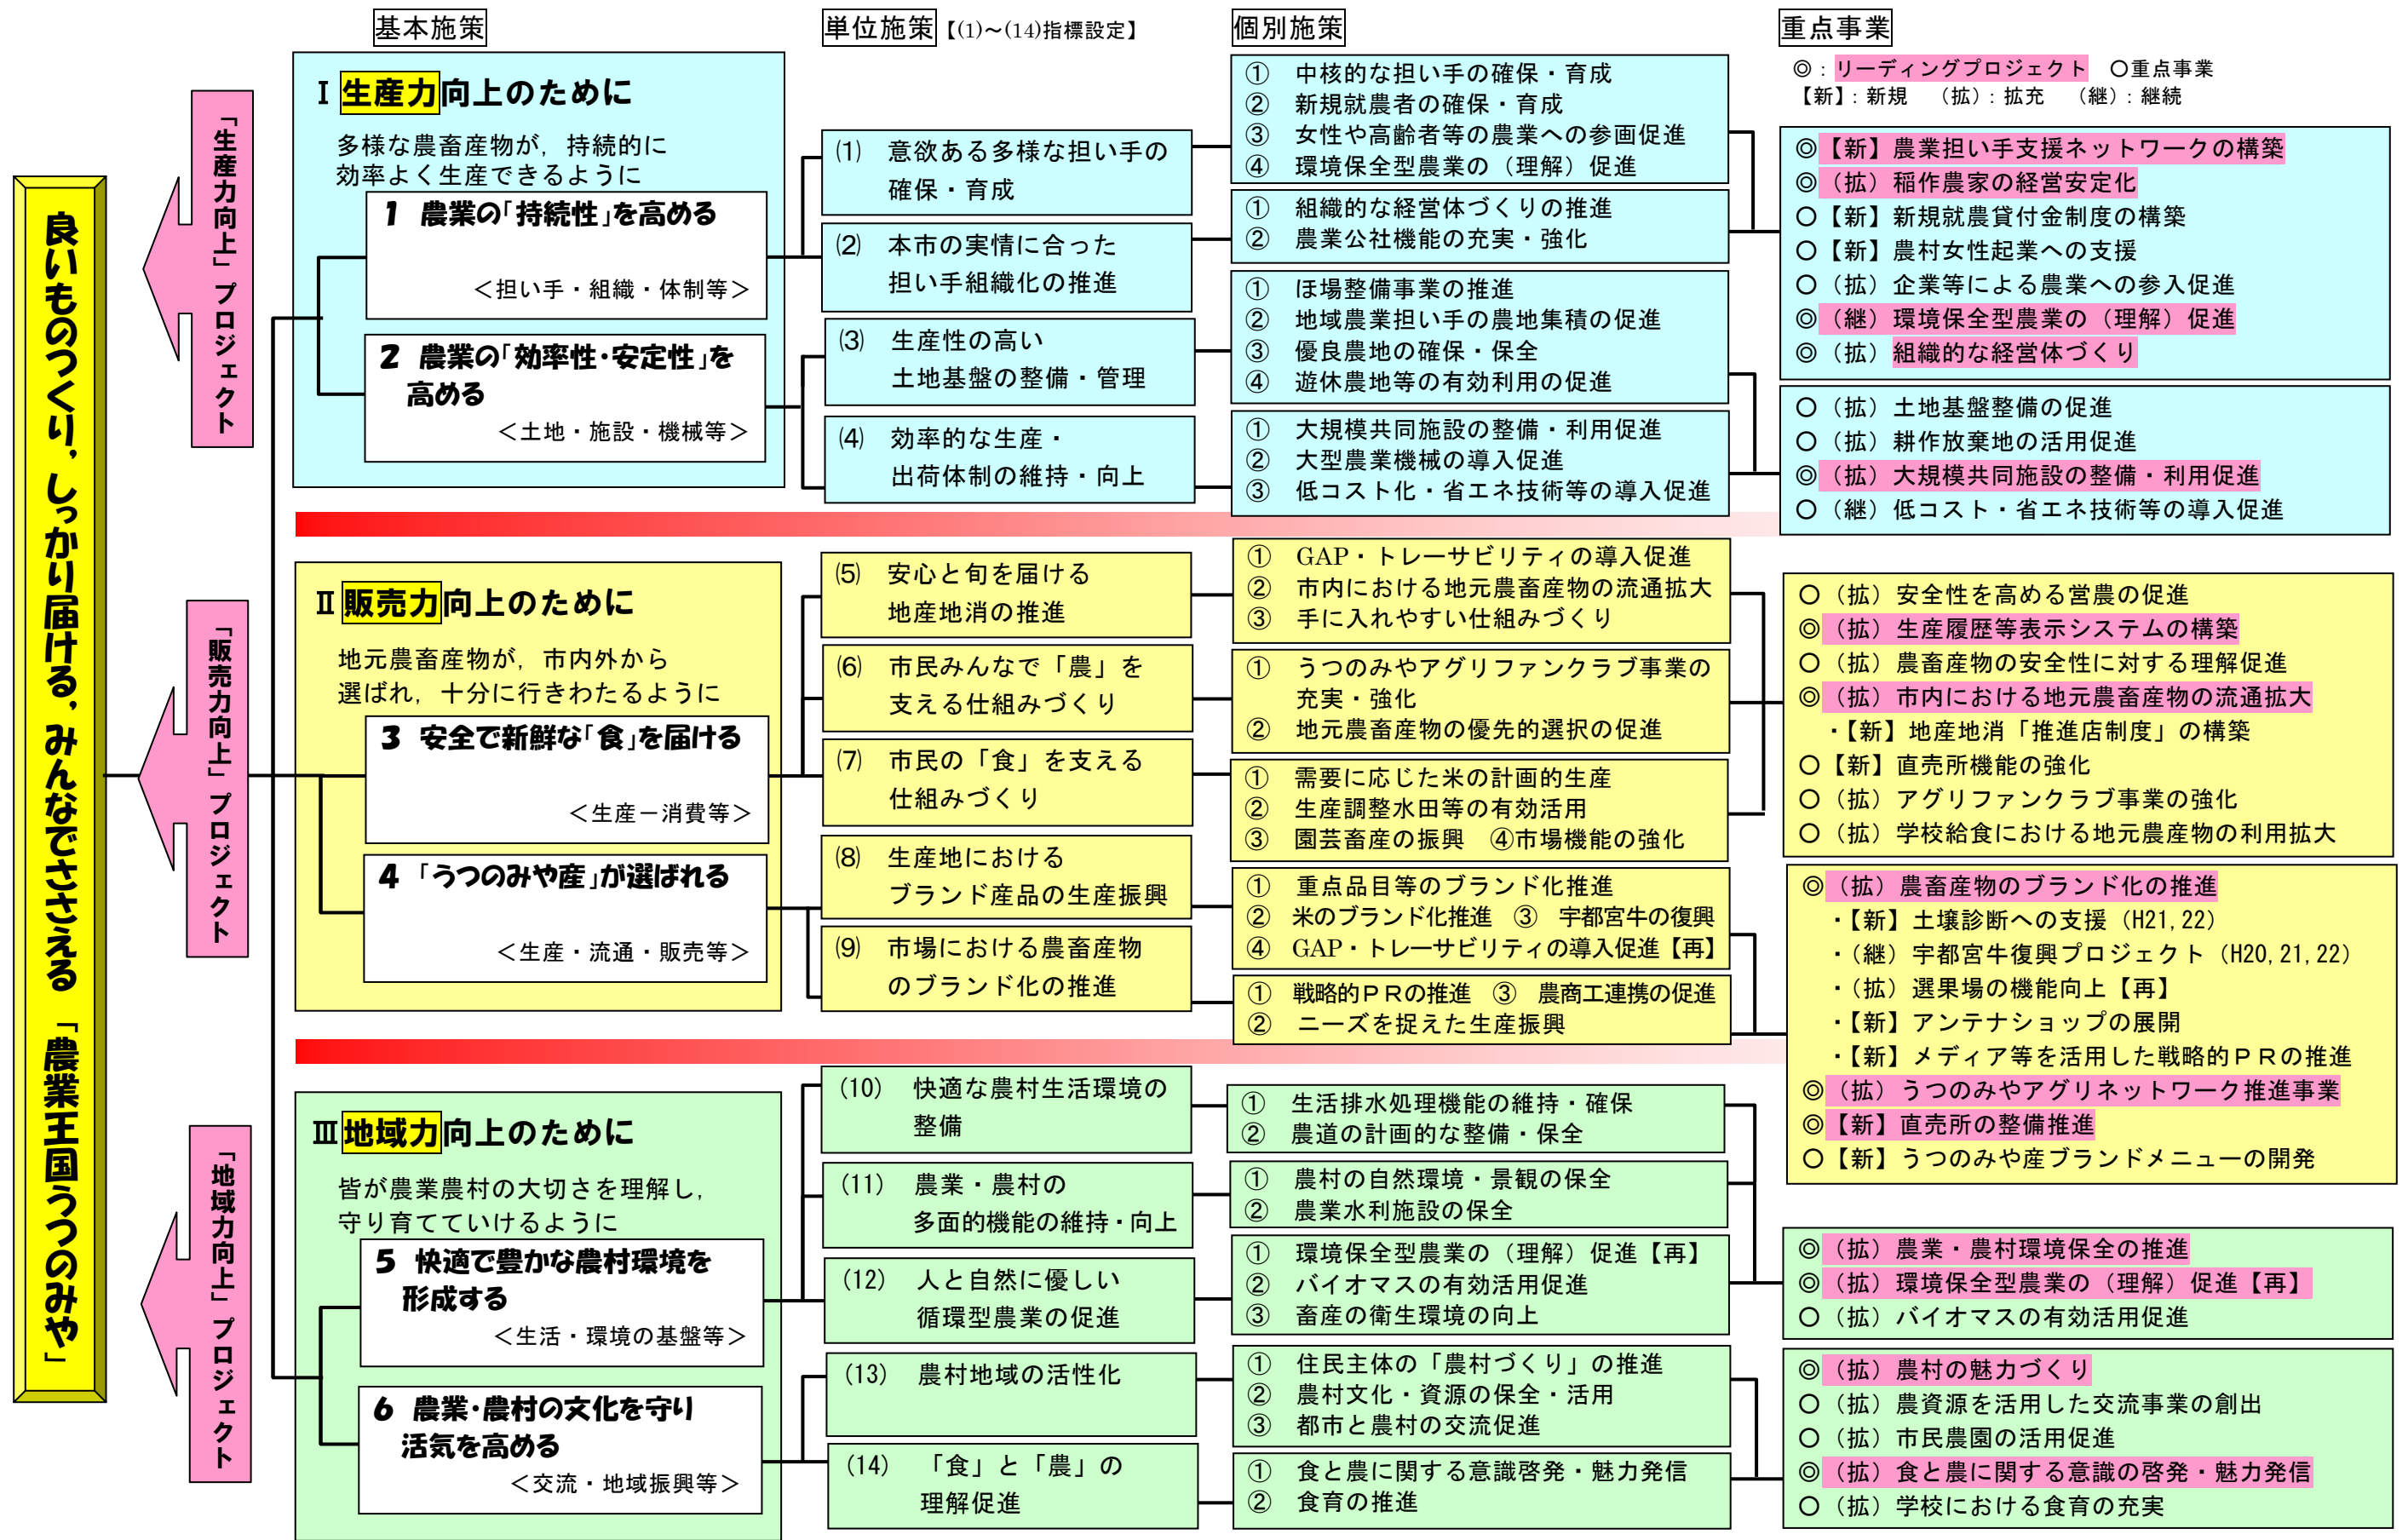 基本施策
単位施策【(1)～(14)指標設定】
個別施策
重点事業
◎：リーディングプロジェクト　○重点事業
【新】：新規　（拡）：拡充　（継）：継続
良いものつくり，しっかり届ける，みんなでささえる 「農業王国うつのみや」
「生産力向上」プロジェクト
「販売力向上」プロジェクト
「地域力向上」プロジェクト
Ⅰ 生産力向上のために
多様な農畜産物が，持続的に
効率よく生産できるように
1 農業の「持続性」を高める
＜担い手・組織・体制等＞
2 農業の「効率性・安定性」を
高める
＜土地・施設・機械等＞
(1) 意欲ある多様な担い手の
確保・育成
(2) 本市の実情に合った
担い手組織化の推進
(3) 生産性の高い
土地基盤の整備・管理
(4) 効率的な生産・
出荷体制の維持・向上
① 中核的な担い手の確保・育成
② 新規就農者の確保・育成
③ 女性や高齢者等の農業への参画促進
④ 環境保全型農業の（理解）促進
① 組織的な経営体づくりの推進
② 農業公社機能の充実・強化
① ほ場整備事業の推進
② 地域農業担い手の農地集積の促進
③ 優良農地の確保・保全
④ 遊休農地等の有効利用の促進
① 大規模共同施設の整備・利用促進
② 大型農業機械の導入促進
③ 低コスト化・省エネ技術等の導入促進
◎【新】農業担い手支援ネットワークの構築
◎（拡）稲作農家の経営安定化
○【新】新規就農貸付金制度の構築
○【新】農村女性起業への支援
○（拡）企業等による農業への参入促進
◎（継）環境保全型農業の（理解）促進
◎（拡）組織的な経営体づくり
○（拡）土地基盤整備の促進
○（拡）耕作放棄地の活用促進
◎（拡）大規模共同施設の整備・利用促進
○（継）低コスト・省エネ技術等の導入促進
Ⅱ 販売力向上のために
地元農畜産物が，市内外から
選ばれ，十分に行きわたるように
3 安全で新鮮な「食」を届ける
＜生産－消費等＞
4 「うつのみや産」が選ばれる
＜生産・流通・販売等＞
(5) 安心と旬を届ける
地産地消の推進
(6) 市民みんなで「農」を
支える仕組みづくり
(7) 市民の「食」を支える
仕組みづくり
(8) 生産地における
ブランド産品の生産振興
(9) 市場における農畜産物
のブランド化の推進
① GAP・トレーサビリティの導入促進
② 市内における地元農畜産物の流通拡大
③ 手に入れやすい仕組みづくり
① うつのみやアグリファンクラブ事業の
充実・強化
② 地元農畜産物の優先的選択の促進
① 需要に応じた米の計画的生産
② 生産調整水田等の有効活用
③ 園芸畜産の振興　④市場機能の強化
① 重点品目等のブランド化推進
② 米のブランド化推進　③ 宇都宮牛の復興
④ GAP・トレーサビリティの導入促進【再】
① 戦略的ＰＲの推進　③ 農商工連携の促進
② ニーズを捉えた生産振興
○（拡）安全性を高める営農の促進
◎（拡）生産履歴等表示システムの構築
○（拡）農畜産物の安全性に対する理解促進
◎（拡）市内における地元農畜産物の流通拡大
・【新】地産地消「推進店制度」の構築
○【新】直売所機能の強化
○（拡）アグリファンクラブ事業の強化
○（拡）学校給食における地元農産物の利用拡大
◎（拡）農畜産物のブランド化の推進
・【新】土壌診断への支援（H21,22）
・（継）宇都宮牛復興プロジェクト（H20,21,22）
・（拡）選果場の機能向上【再】
・【新】アンテナショップの展開
・【新】メディア等を活用した戦略的ＰＲの推進
◎（拡）うつのみやアグリネットワーク推進事業
◎【新】直売所の整備推進
○【新】うつのみや産ブランドメニューの開発
Ⅲ 地域力向上のために
皆が農業農村の大切さを理解し，
守り育てていけるように
5 快適で豊かな農村環境を
形成する
＜生活・環境の基盤等＞
6 農業・農村の文化を守り
活気を高める
＜交流・地域振興等＞
(10) 快適な農村生活環境の
整備
(11) 農業・農村の
多面的機能の維持・向上
(12) 人と自然に優しい
循環型農業の促進
(13) 農村地域の活性化
(14) 「食」と「農」の
理解促進
① 生活排水処理機能の維持・確保
② 農道の計画的な整備・保全
① 農村の自然環境・景観の保全
② 農業水利施設の保全
① 環境保全型農業の（理解）促進【再】
② バイオマスの有効活用促進
③ 畜産の衛生環境の向上
① 住民主体の「農村づくり」の推進
② 農村文化・資源の保全・活用
③ 都市と農村の交流促進
① 食と農に関する意識啓発・魅力発信
② 食育の推進
◎（拡）農業・農村環境保全の推進
◎（拡）環境保全型農業の（理解）促進【再】
○（拡）バイオマスの有効活用促進
◎（拡）農村の魅力づくり
○（拡）農資源を活用した交流事業の創出
○（拡）市民農園の活用促進
◎（拡）食と農に関する意識の啓発・魅力発信
○（拡）学校における食育の充実